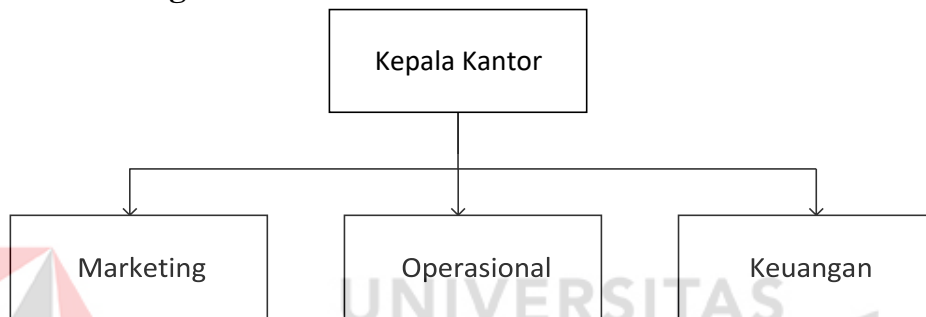 Kepala Kantor
Marketing
Operasional
Keuangan
UNIVERSITAS